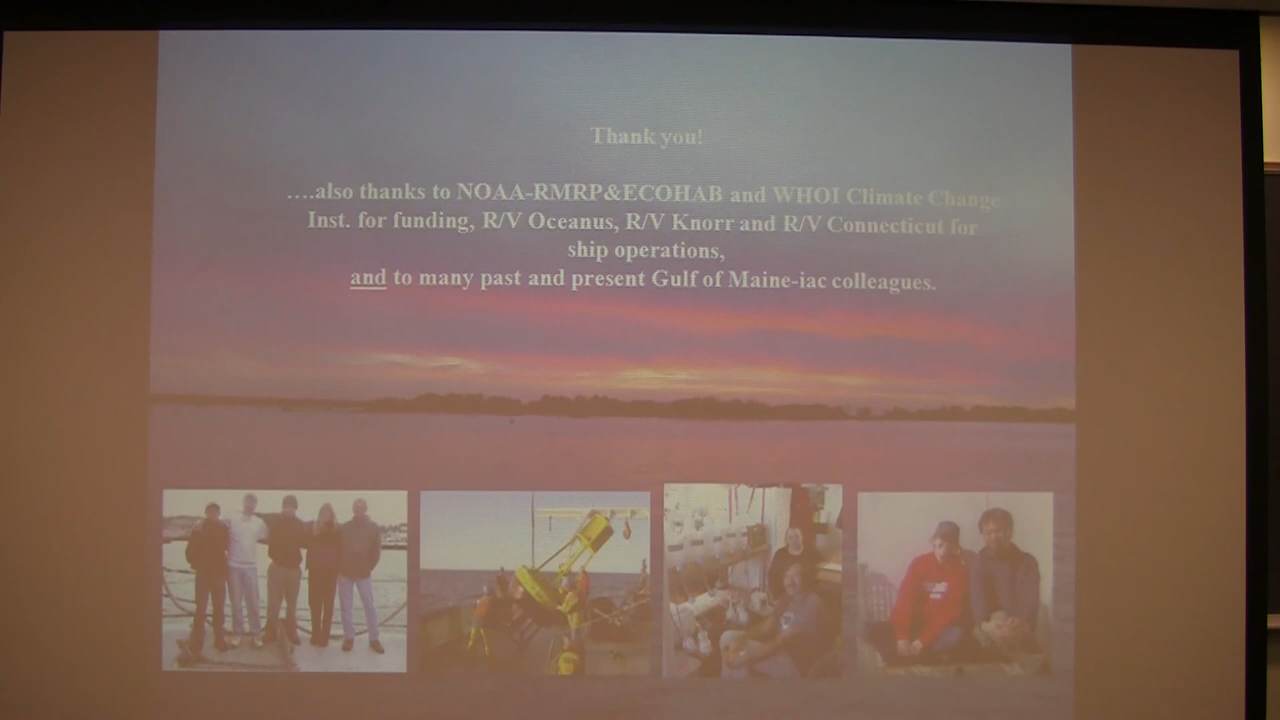 Thank you!
....also thanks to NOAA-RMRP&ECOHAB and WHOI Climate Change
Inst. for funding, R/V Oceanus, R/V Knorr and R/V Connecticut for
ship operations,
and to many past and present Gulf of Maine-iac colleagues.